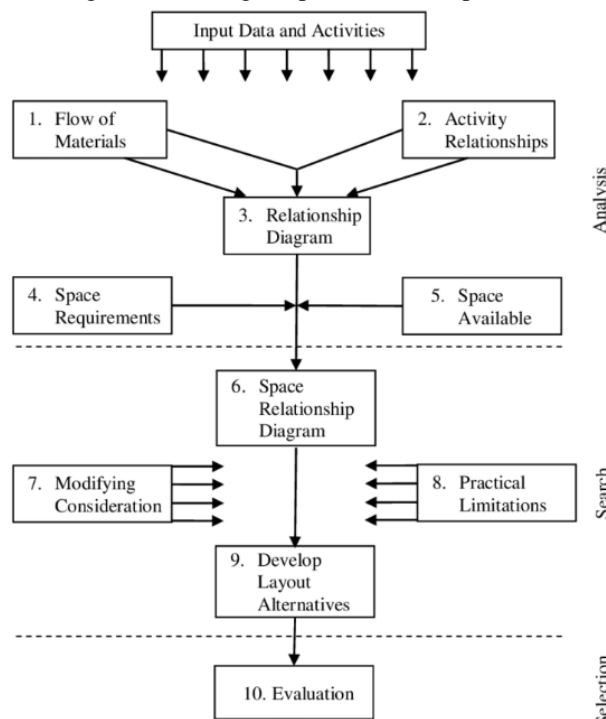 Input Data and Activities
1. Flow of
Materials
2. Activity
Relationships
3. Relationship
Diagram
Analysis
4. Space
Requirements
5. Space
Available
6. Space
Relationship
Diagram
7. Modifying
Consideration
8. Practical
Limitations
Search
9. Develop
Layout
Alternatives
10. Evaluation
Selection